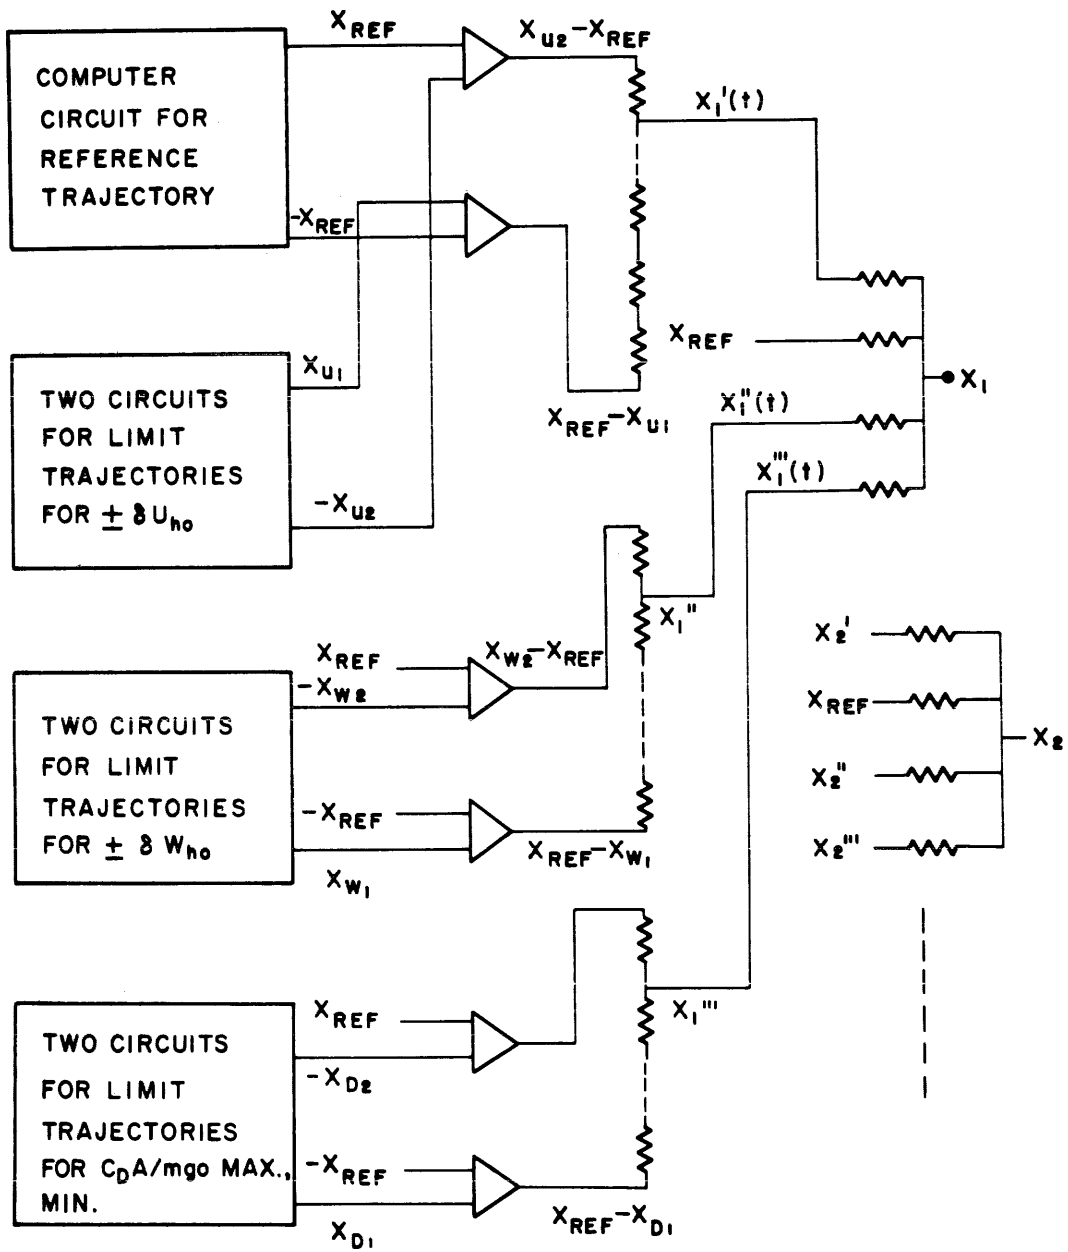 X_REF
COMPUTER
CIRCUIT FOR
REFERENCE
TRAJECTORY
-X_REF
X_U2-X_REF
X_1'(t)
TWO CIRCUITS
FOR LIMIT
TRAJECTORIES
FOR ± δU_ho
X_U1
-X_U2
X_REF-X_U1
X_REF
X_1
X_1''(t)
X_1'''(t)
TWO CIRCUITS
FOR LIMIT
TRAJECTORIES
FOR ± δ W_ho
X_REF
-X_W2
X_W2-X_REF
X_1''
-X_REF
X_W1
X_REF-X_W1
X_2'
X_REF
X_2
X_2''
X_2'''
TWO CIRCUITS
FOR LIMIT
TRAJECTORIES
FOR C_DA/mgo MAX.,
MIN.
X_REF
-X_D2
X_1'''
-X_REF
X_D1
X_REF-X_D1